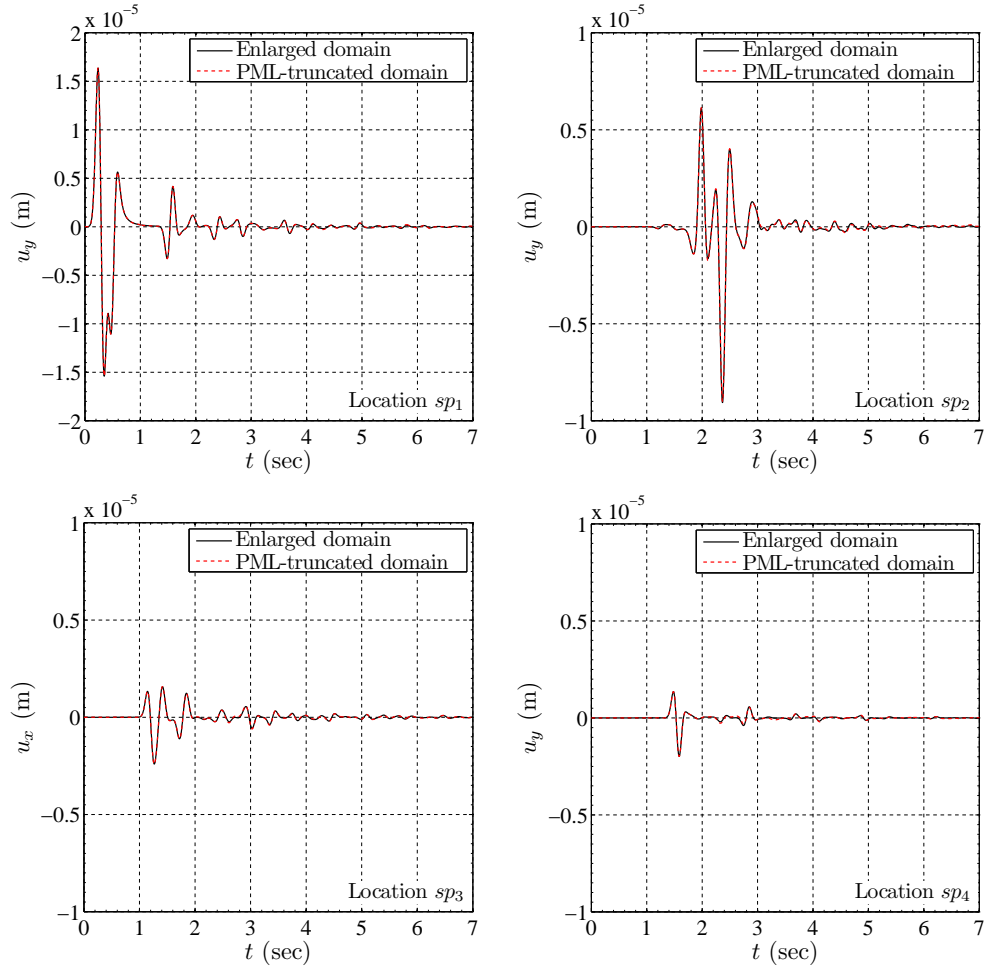 x 10⁻⁵
2
1.5
1
0.5
0
−0.5
−1
−1.5
−2
u_y (m)
Enlarged domain
PML-truncated domain
Location sp₁
0 1 2 3 4 5 6 7
t (sec)
x 10⁻⁵
1
0.5
0
−0.5
−1
u_y (m)
Enlarged domain
PML-truncated domain
Location sp₂
0 1 2 3 4 5 6 7
t (sec)
x 10⁻⁵
1
0.5
0
−0.5
−1
u_x (m)
Enlarged domain
PML-truncated domain
Location sp₃
0 1 2 3 4 5 6 7
t (sec)
x 10⁻⁵
1
0.5
0
−0.5
−1
u_y (m)
Enlarged domain
PML-truncated domain
Location sp₄
0 1 2 3 4 5 6 7
t (sec)